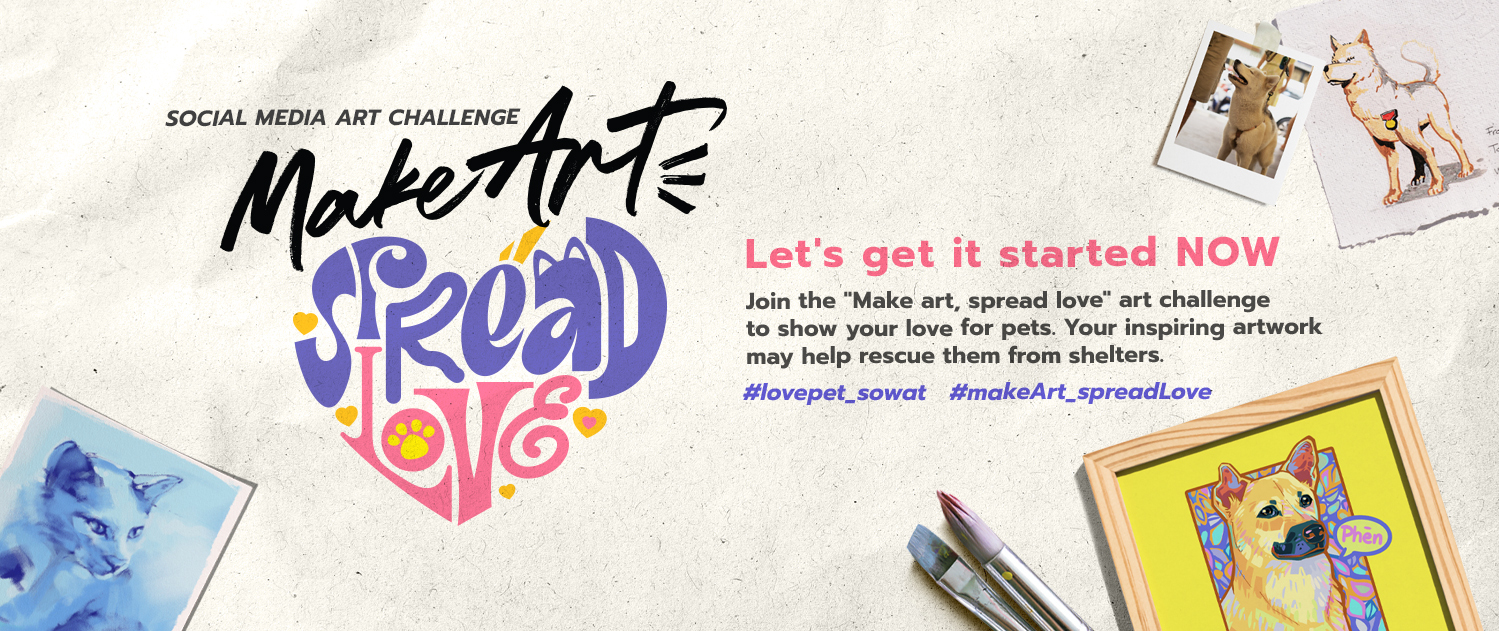 SOCIAL MEDIA ART CHALLENGE
Make Art
SPREAD
LOVE
Let's get it started NOW
Join the "Make art, spread love" art challenge
to show your love for pets. Your inspiring artwork
may help rescue them from shelters.
#lovepet_sowat #makeArt_spreadLove
Phèn